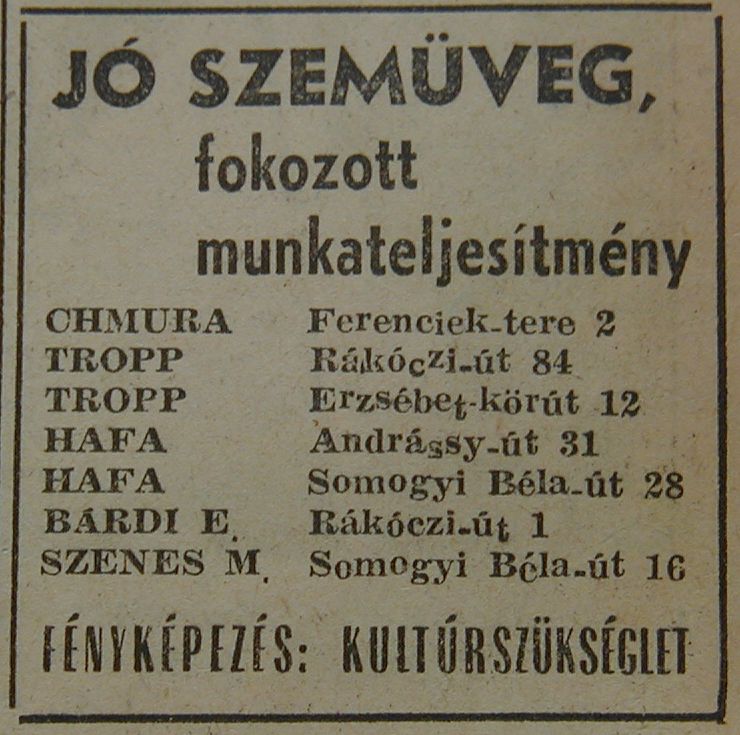 JÓ SZEMÜVEG,
fokozott
munkateljesítmény
CHMURA Ferenciek-tere 2
TROPP Rákóczi-út 84
TROPP Erzsébet-körút 12
HAFA Andrássy-út 31
HAFA Somogyi Béla-út 28
BÁRDI E. Rákóczi-út 1
SZENES M. Somogyi Béla-út 16
FÉNYKÉPEZÉS: KULTÚRSZÜKSÉGLET